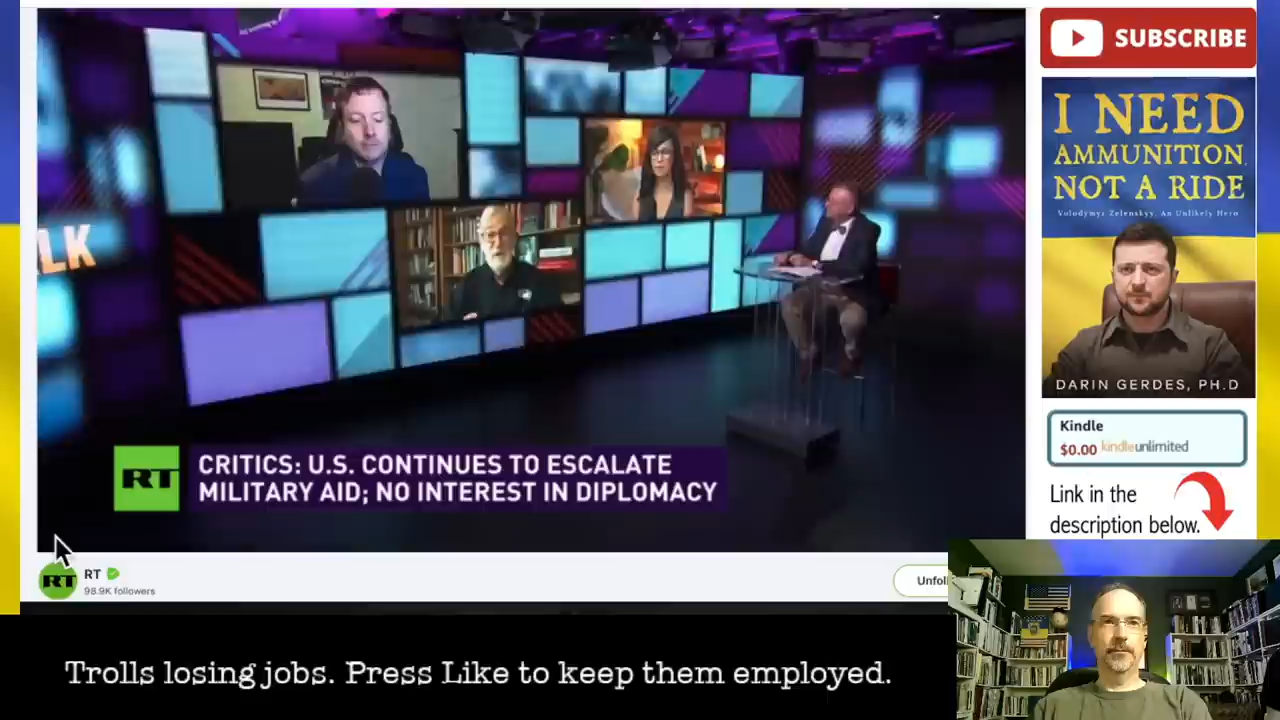 LK
RT
CRITICS: U.S. CONTINUES TO ESCALATE
MILITARY AID; NO INTEREST IN DIPLOMACY
RT
RT
98.9K followers
Unfol
SUBSCRIBE
I NEED
AMMUNITION,
NOT A RIDE
Volodymyr Zelenskyy, An Unlikely Hero
DARIN GERDES, PH.D
Kindle
$0.00 kindleunlimited
Link in the
description below.
Trolls losing jobs. Press Like to keep them employed.